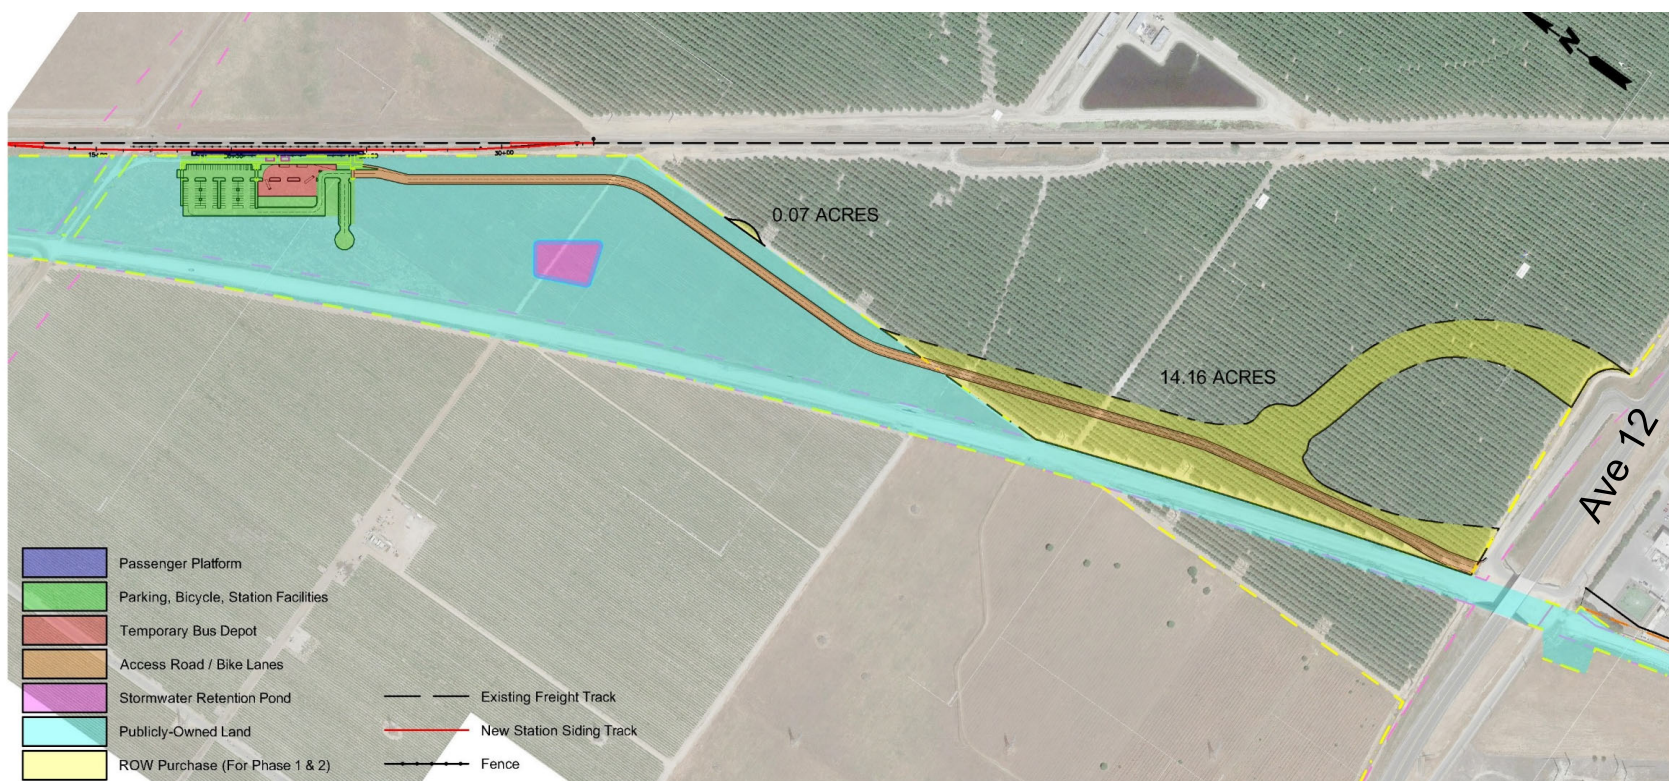 N
30+00
0.07 ACRES
14.16 ACRES
Ave 12
Passenger Platform
Parking, Bicycle, Station Facilities
Temporary Bus Depot
Access Road / Bike Lanes
Stormwater Retention Pond
Publicly-Owned Land
ROW Purchase (For Phase 1 & 2)
Existing Freight Track
New Station Siding Track
Fence